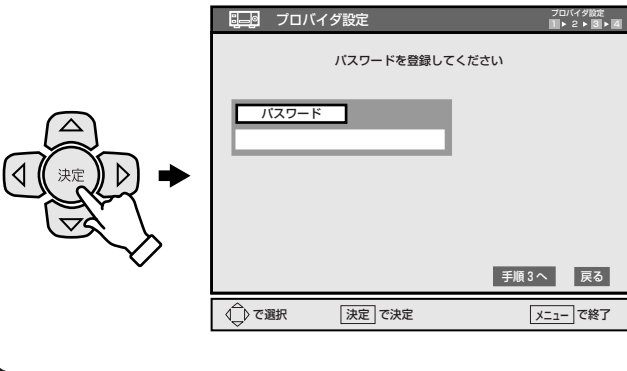 プロバイダ設定
プロバイダ設定
1 ▶ 2 ▶ 3 ▶ 4
パスワードを登録してください
パスワード
決定
手順3へ 戻る
で選択 決定 で決定 メニュー で終了